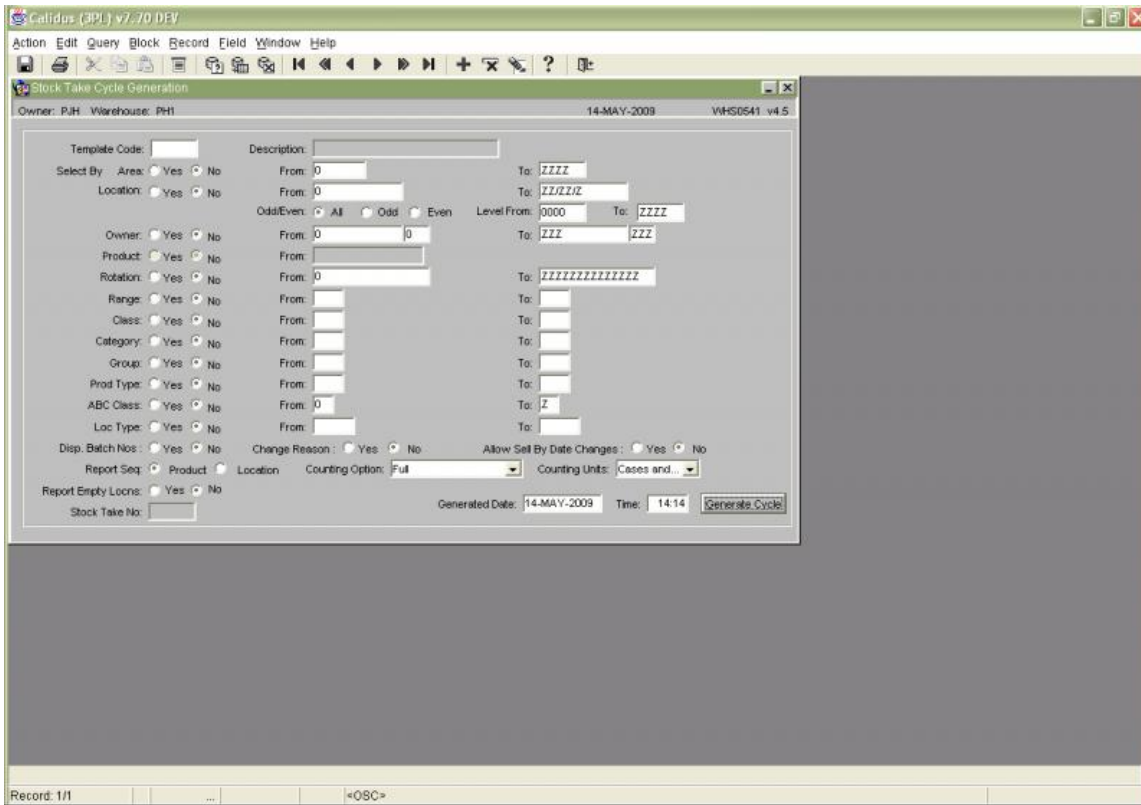 Calidus (3PL) v7.70 DEV
Action Edit Query Block Record Field Window Help
Stock Take Cycle Generation
Owner: PJH Warehouse: PH1 14-MAY-2009 WHS0541 v4.5
Template Code: Description:
Select By Area: Yes No From: 0 To: ZZZZ
Location: Yes No From: 0 To: ZZ/ZZ/Z
Odd/Even: All Odd Even Level From: 0000 To: ZZZZ
Owner: Yes No From: 0 0 To: ZZZ ZZZ
Product: Yes No From:
Rotation: Yes No From: 0 To: ZZZZZZZZZZZZZZ
Range: Yes No From: To:
Class: Yes No From: To:
Category: Yes No From: To:
Group: Yes No From: To:
Prod Type: Yes No From: To:
ABC Class: Yes No From: 0 To: Z
Loc Type: Yes No From: To:
Disp. Batch Nos : Yes No Change Reason : Yes No Allow Sell By Date Changes : Yes No
Report Seq: Product Location Counting Option: Full Counting Units: Cases and...
Report Empty Locns: Yes No
Generated Date: 14-MAY-2009 Time: 14:14 Generate Cycle
Stock Take No:
Record: 1/1 ... <OSC>